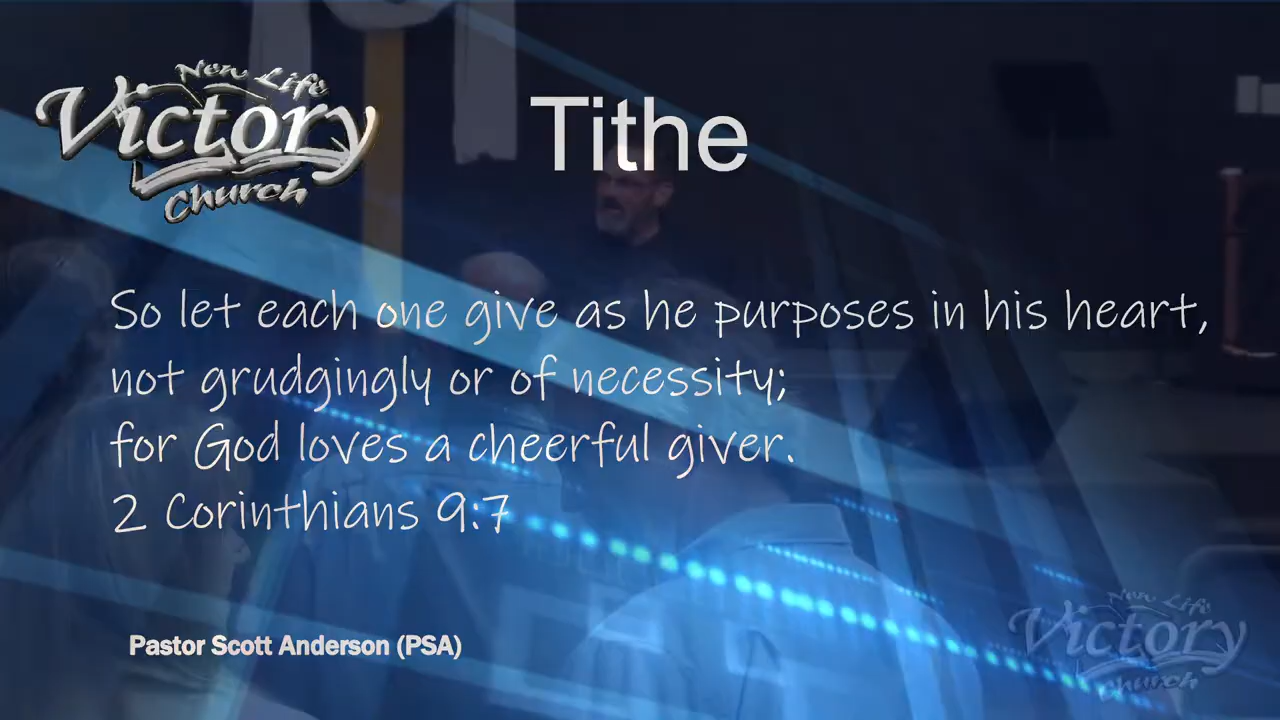 New Life
Victory
Church
Tithe
So let each one give as he purposes in his heart,
not grudgingly or of necessity;
for God loves a cheerful giver.
2 Corinthians 9:7
Pastor Scott Anderson (PSA)
New Life
Victory
Church